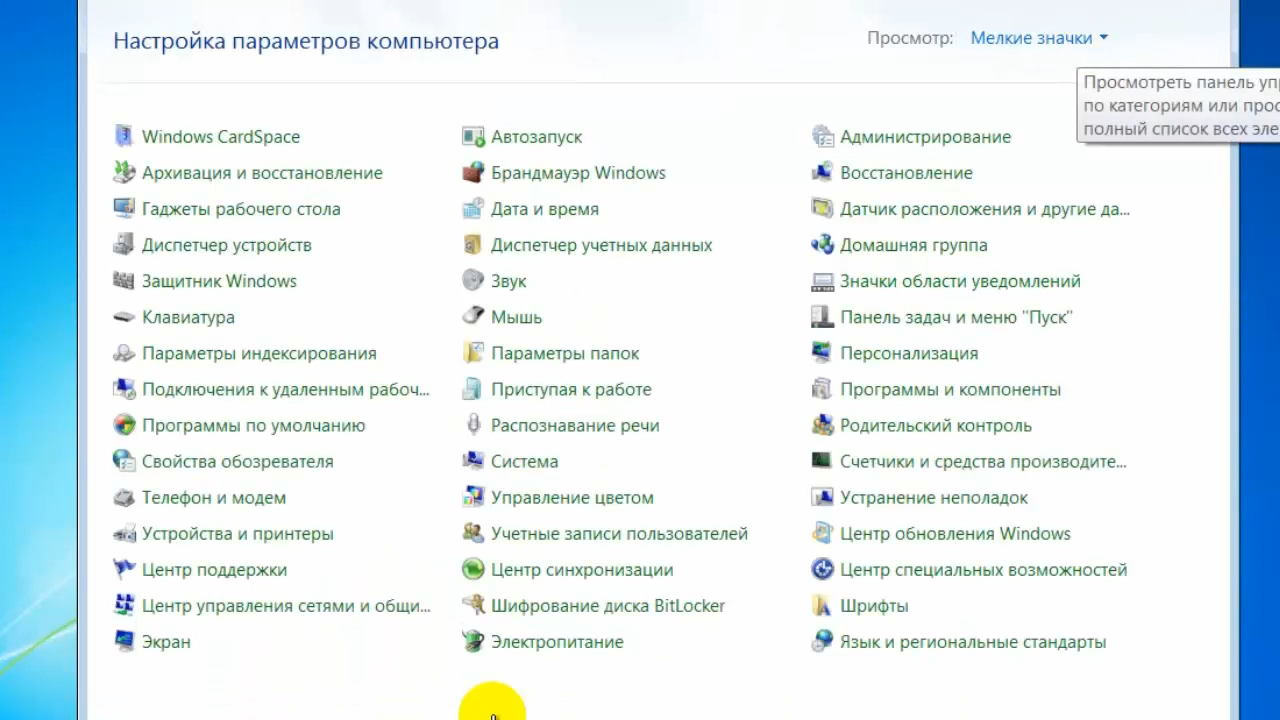 Настройка параметров компьютера
Просмотр: Мелкие значки
Просмотреть панель
по категориям или
полный список всех
Windows CardSpace
Автозапуск
Администрирование
Архивация и восстановление
Брандмауэр Windows
Восстановление
Гаджеты рабочего стола
Дата и время
Датчик расположения и другие да...
Диспетчер устройств
Диспетчер учетных данных
Домашняя группа
Защитник Windows
Звук
Значки области уведомлений
Клавиатура
Мышь
Панель задач и меню "Пуск"
Параметры индексирования
Параметры папок
Персонализация
Подключения к удаленным рабоч...
Приступая к работе
Программы и компоненты
Программы по умолчанию
Распознавание речи
Родительский контроль
Свойства обозревателя
Система
Счетчики и средства производите...
Телефон и модем
Управление цветом
Устранение неполадок
Устройства и принтеры
Учетные записи пользователей
Центр обновления Windows
Центр поддержки
Центр синхронизации
Центр специальных возможностей
Центр управления сетями и общи...
Шифрование диска BitLocker
Шрифты
Экран
Электропитание
Язык и региональные стандарты